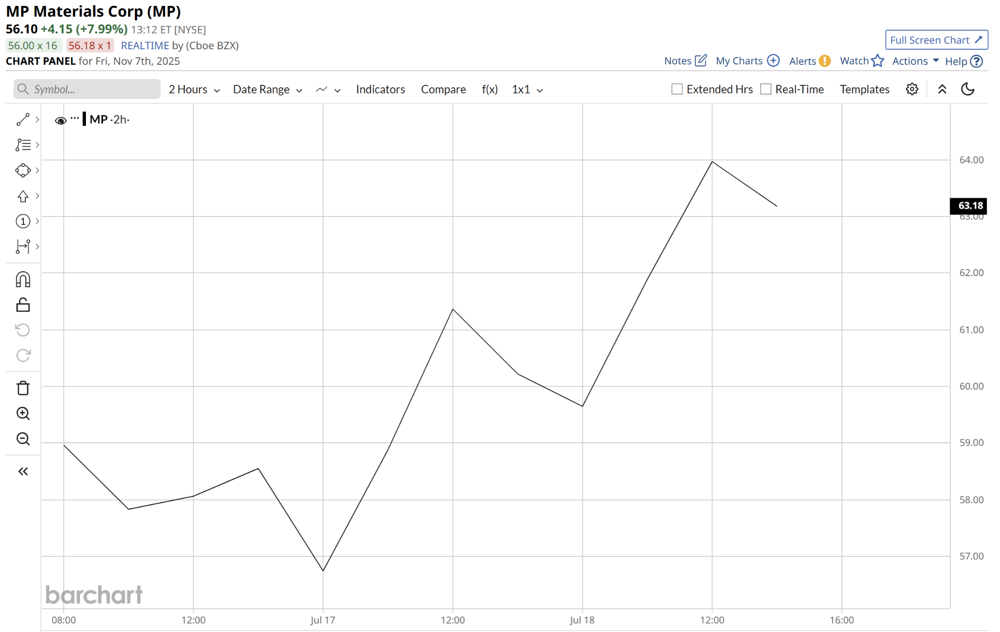 MP Materials Corp (MP)
56.10 +4.15 (+7.99%) 13:12 ET [NYSE]
56.00 x 16 56.18 x 1 REALTIME by (Cboe BZX)
Full Screen Chart
CHART PANEL for Fri, Nov 7th, 2025
Notes My Charts Alerts Watch Actions Help
Symbol... 2 Hours Date Range Indicators Compare f(x) 1x1 Extended Hrs Real-Time Templates
MP ·2h·
64.00
63.18
63.00
62.00
61.00
60.00
59.00
58.00
57.00
1
barchart
08:00 12:00 Jul 17 12:00 Jul 18 12:00 16:00